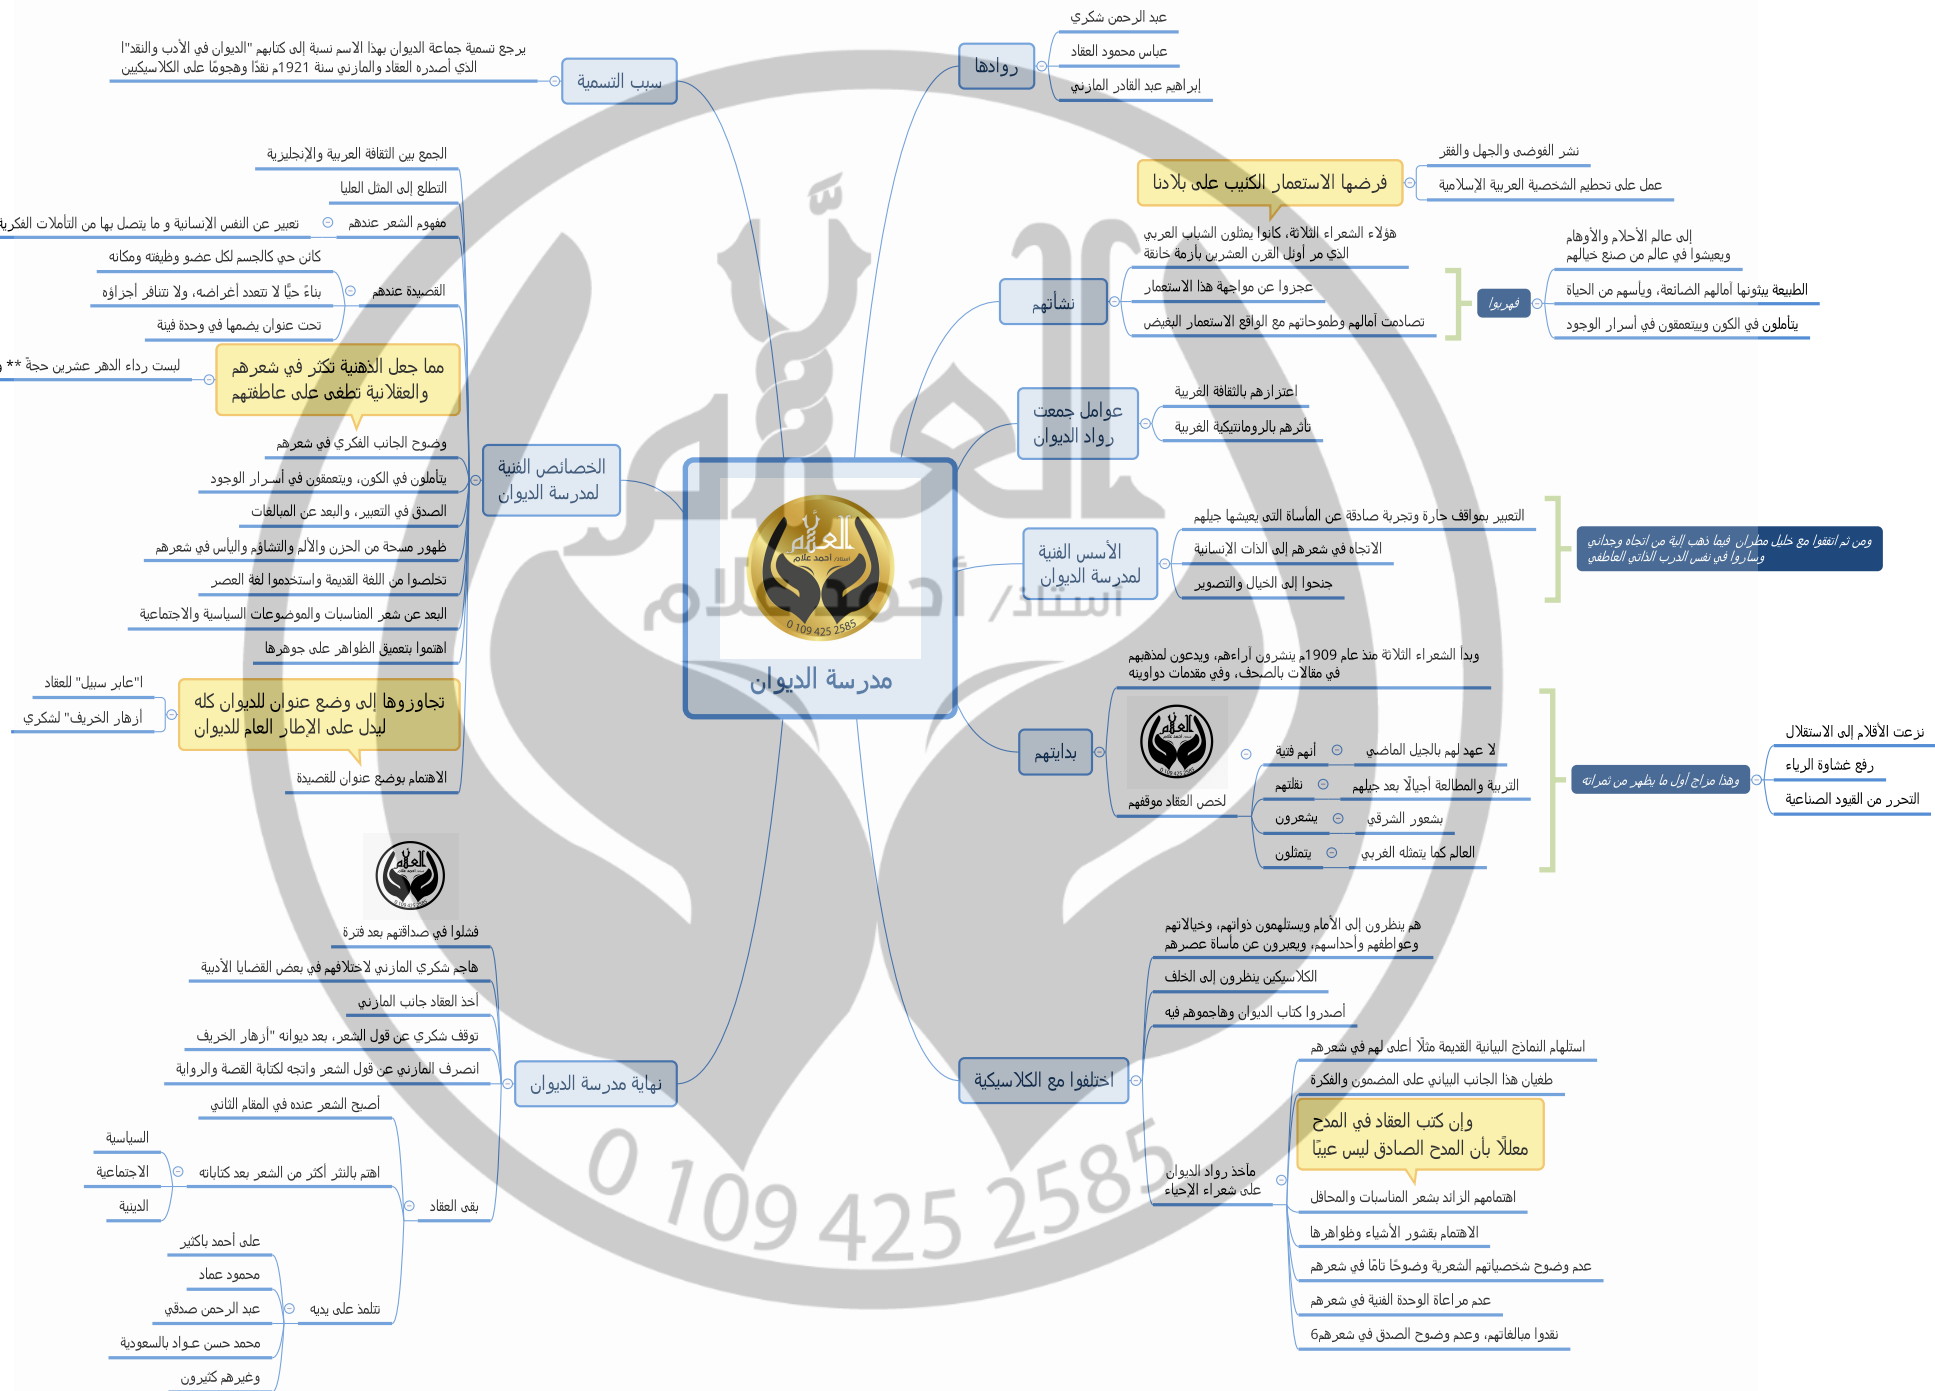 مدرسة الديوان
العلّام
أستاذ/ أحمد علام
0 109 425 2585
روادها
عبد الرحمن شكري
عباس محمود العقاد
إبراهيم عبد القادر المازني
نشأتهم
فرضها الاستعمار الكئيب على بلادنا
نشر الفوضى والجهل والفقر
عمل على تحطيم الشخصية العربية الإسلامية
هؤلاء الشعراء الثلاثة، كانوا يمثلون الشباب العربي
الذي مر أوئل القرن العشرين بأزمة خانقة
عجزوا عن مواجهة هذا الاستعمار
تصادمت آمالهم وطموحاتهم مع الواقع الاستعمار البغيض
فهربوا
إلى عالم الأحلام والأوهام
ويعيشوا في عالم من صنع خيالهم
الطبيعة يبثونها آمالهم الضائعة، ويأسهم من الحياة
يتأملون في الكون وبيتعمقون في أسرار الوجود
عوامل جمعت
رواد الديوان
اعتزازهم بالثقافة الغربية
تأثرهم بالرومانتيكية الغربية
الأسس الفنية
لمدرسة الديوان
التعبير بمواقف حارة وتجربة صادقة عن المأساة التى يعيشها جيلهم
الاتجاه في شعرهم إلى الذات الإنسانية
جنحوا إلى الخيال والتصوير
ومن ثم اتفقوا مع خليل مطران فيما ذهب إلية من اتجاه وجداني
وساروا في نفس الدرب الذاتي العاطفي
بدايتهم
وبدأ الشعراء الثلاثة منذ عام 1909م ينشرون آراءهم، ويدعون لمذهبهم
في مقالات بالصحف، وفي مقدمات دواوينه
لخص العقاد موقفهم
أنهم فتية
لا عهد لهم بالجيل الماضي
نقلتهم
التربية والمطالعة أجيالًا بعد جيلهم
يشعرون
بشعور الشرقي
يتمثلون
العالم كما يتمثله الغربي
وهذا مزاج أول ما يظهر من ثمراته
نزعت الأقلام إلى الاستقلال
رفع غشاوة الرياء
التحرر من القيود الصناعية
اختلفوا مع الكلاسيكية
هم ينظرون إلى الأمام ويستلهمون ذواتهم، وخيالاتهم
وعواطفهم وأحداسهم، ويعبرون عن مأساة عصرهم
الكلاسيكين ينظرون إلى الخلف
أصدروا كتاب الديوان وهاجموهم فيه
مآخذ رواد الديوان
على شعراء الإحياء
استلهام النماذج البيانية القديمة مثلًا أعلى لهم في شعرهم
طغيان هذا الجانب البياني على المضمون والفكرة
وإن كتب العقاد في المدح
معللًا بأن المدح الصادق ليس عيبًا
اهتمامهم الزائد بشعر المناسبات والمحافل
الاهتمام بقشور الأشياء وظواهرها
عدم وضوح شخصياتهم الشعرية وضوحًا تامًا في شعرهم
عدم مراعاة الوحدة الفنية في شعرهم
نقدوا مبالغاتهم، وعدم وضوح الصدق في شعرهم6
سبب التسمية
يرجع تسمية جماعة الديوان بهذا الاسم نسبة إلى كتابهم "الديوان في الأدب والنقد"ا
الذي أصدره العقاد والمازني سنة 1921م نقدًا وهجومًا على الكلاسيكيين
الخصائص الفنية
لمدرسة الديوان
الجمع بين الثقافة العربية والإنجليزية
التطلع إلى المثل العليا
مفهوم الشعر عندهم
تعبير عن النفس الإنسانية و ما يتصل بها من التأملات الفكرية
القصيدة عندهم
كائن حي كالجسم لكل عضو وظيفته ومكانه
بناءً حيًّا لا تتعدد أغراضه، ولا تتنافر أجزاؤه
تحت عنوان يضمها في وحدة فينة
مما جعل الذهنية تكثر في شعرهم
والعقلانية تطغى على عاطفتهم
لبست رداء الدهر عشرين حجةً **
وضوح الجانب الفكري في شعرهم
يتأملون في الكون، ويتعمقون في أسرار الوجود
الصدق في التعبير، والبعد عن المبالغات
ظهور مسحة من الحزن والألم والتشاؤم واليأس في شعرهم
تخلصوا من اللغة القديمة واستخدموا لغة العصر
البعد عن شعر المناسبات والموضوعات السياسية والاجتماعية
اهتموا بتعميق الظواهر على جوهرها
تجاوزوها إلى وضع عنوان للديوان كله
ليدل على الإطار العام للديوان
ا"عابر سبيل" للعقاد
أزهار الخريف" لشكري
الاهتمام بوضع عنوان للقصيدة
نهاية مدرسة الديوان
فشلوا في صداقتهم بعد فترة
هاجم شكري المازني لاختلافهم في بعض القضايا الأدبية
أخذ العقاد جانب المازني
توقف شكري عن قول الشعر، بعد ديوانه "أزهار الخريف
انصرف المازني عن قول الشعر واتجه لكتابة القصة والرواية
بقى العقاد
أصبح الشعر عنده في المقام الثاني
اهتم بالنثر أكثر من الشعر بعد كتاباته
السياسية
الاجتماعية
الدينية
تتلمذ على يديه
على أحمد باكثير
محمود عماد
عبد الرحمن صدقي
محمد حسن عـواد بالسعودية
وغيرهم كثيرون